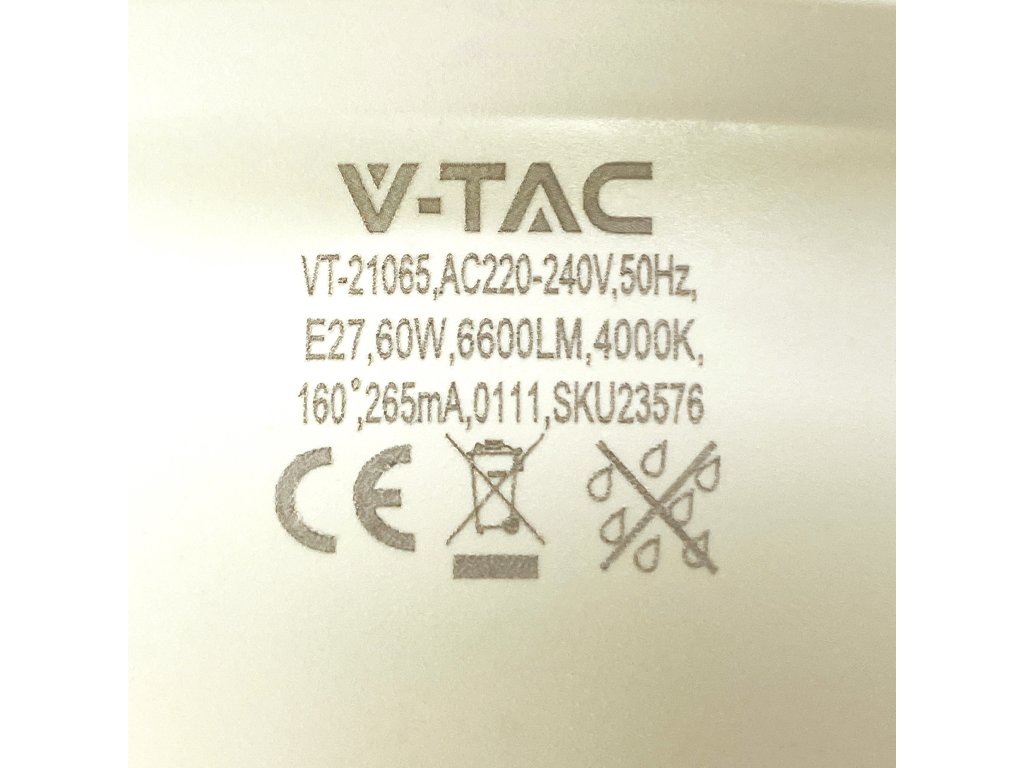 V-TAC
VT-21065,AC220-240V,50Hz,
E27,60W,6600LM,4000K,
160°,265mA,0111,SKU23576
CE